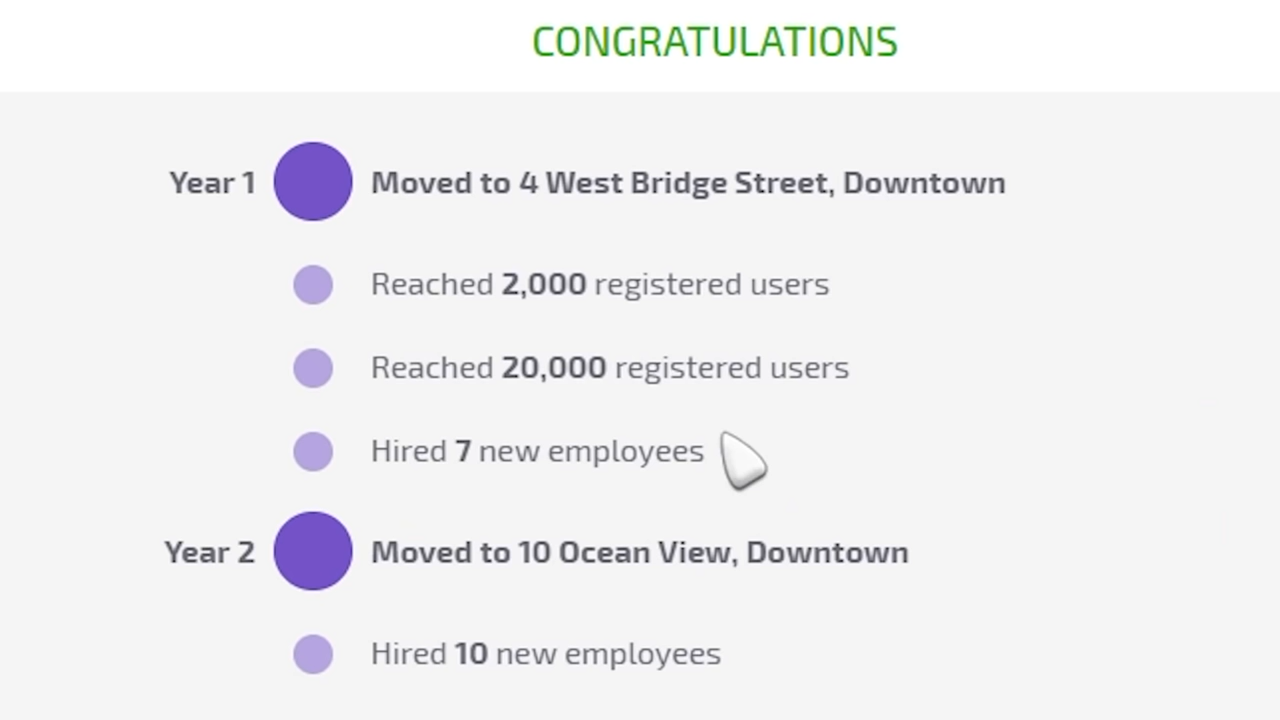 CONGRATULATIONS
Year 1 Moved to 4 West Bridge Street, Downtown
Reached 2,000 registered users
Reached 20,000 registered users
Hired 7 new employees
Year 2 Moved to 10 Ocean View, Downtown
Hired 10 new employees